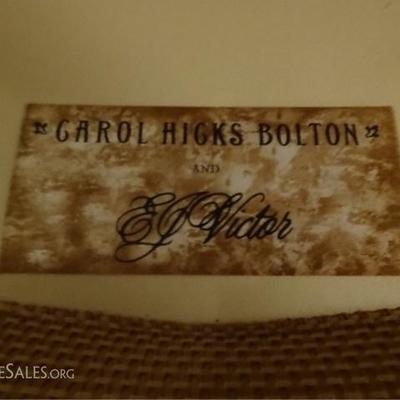 CAROL HICKS BOLTON
AND
EJ Victor
eSales.org